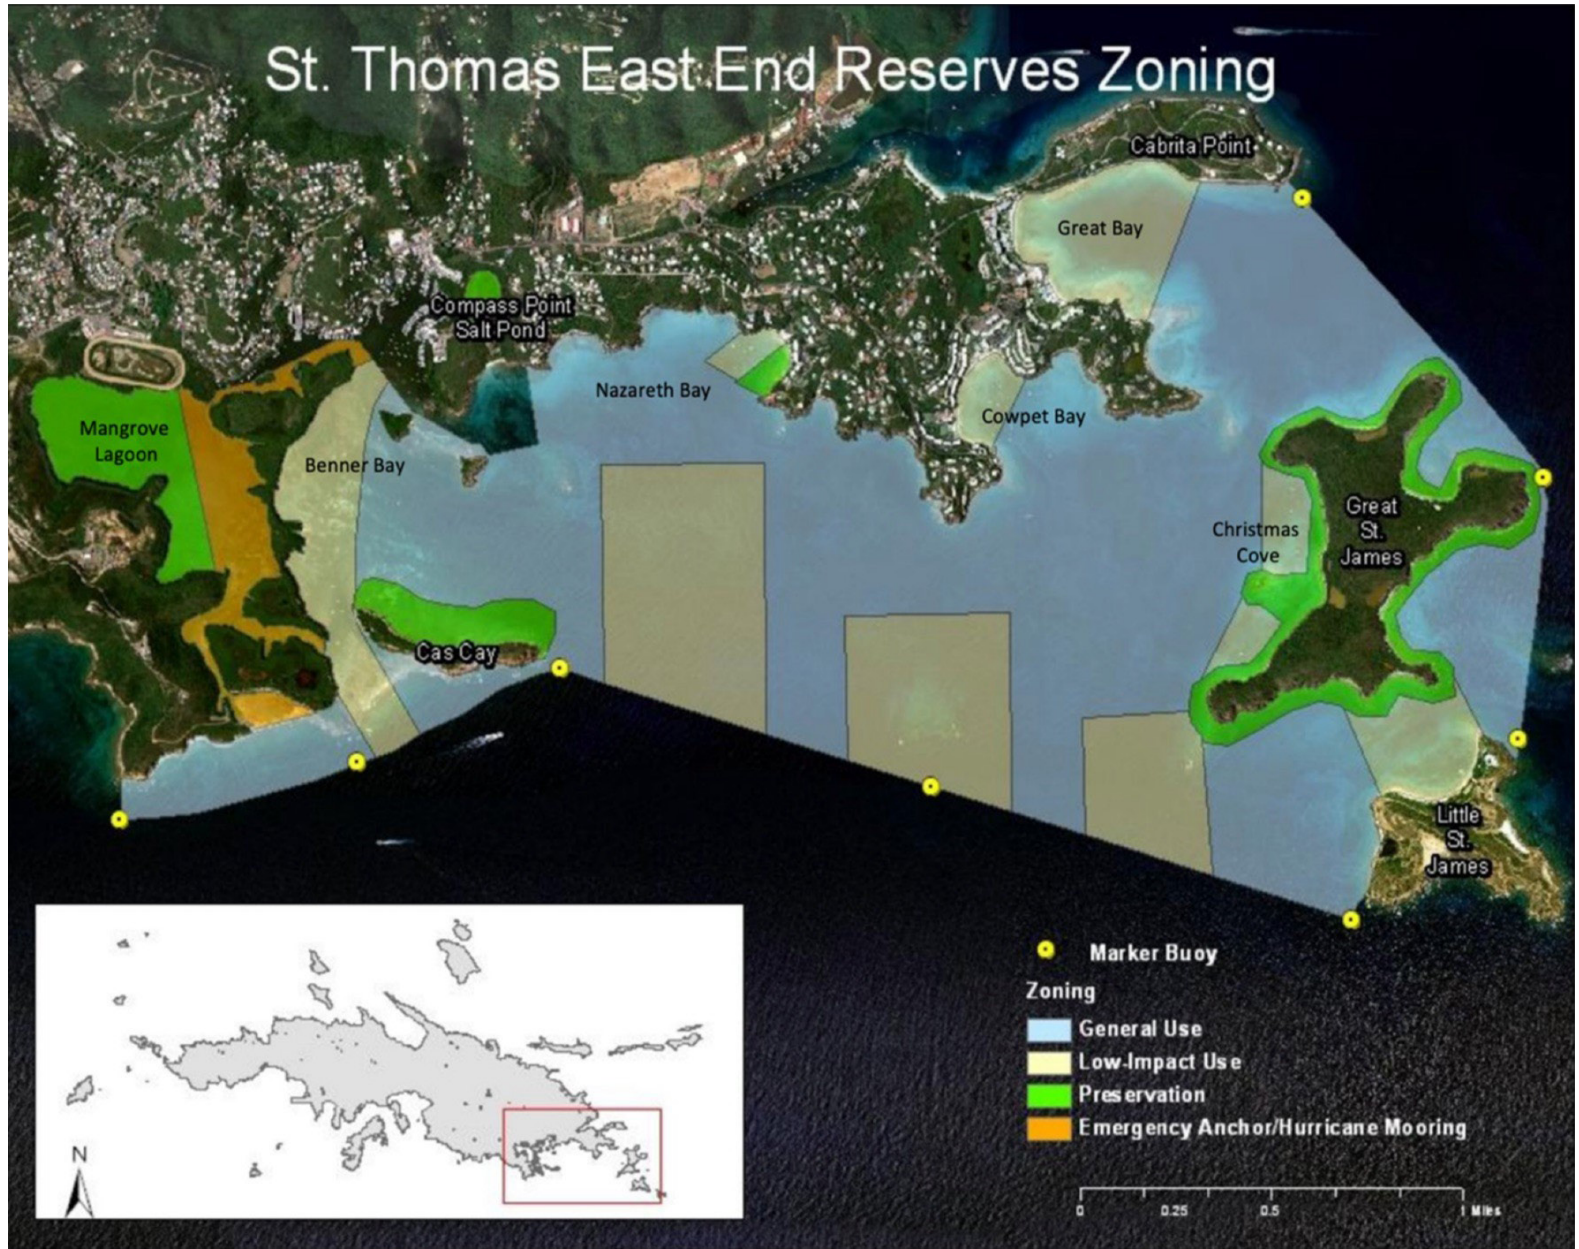 St. Thomas East End Reserves Zoning
Cabrita Point
Great Bay
Compass Point
Salt Pond
Nazareth Bay
Cowpet Bay
Mangrove
Lagoon
Benner Bay
Great
St.
James
Christmas
Cove
Cas Cay
Little
St.
James
Marker Buoy
Zoning
General Use
Low-Impact Use
Preservation
Emergency Anchor/Hurricane Mooring
N
0 0.25 0.5 1 Miles